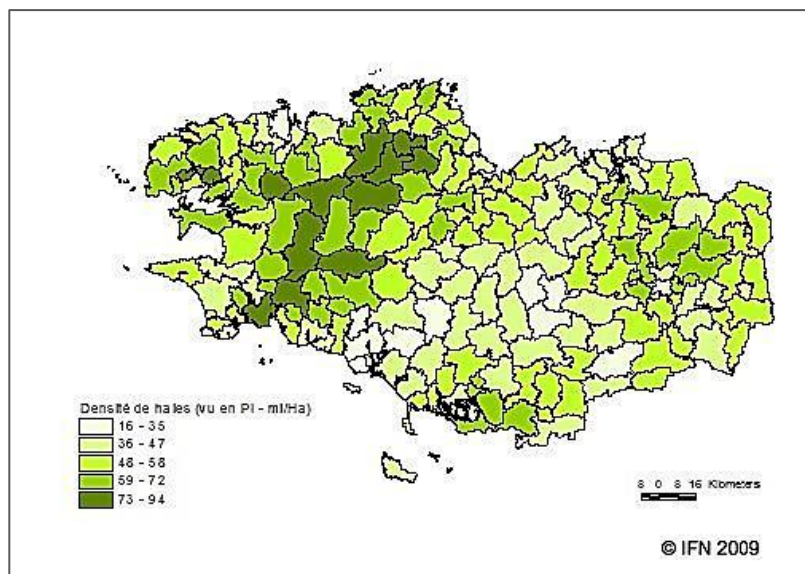 Densité de haies (vu en PI - ml/Ha)
16 - 35
36 - 47
48 - 58
59 - 72
73 - 94
8 0 8 16 Kilometers
© IFN 2009